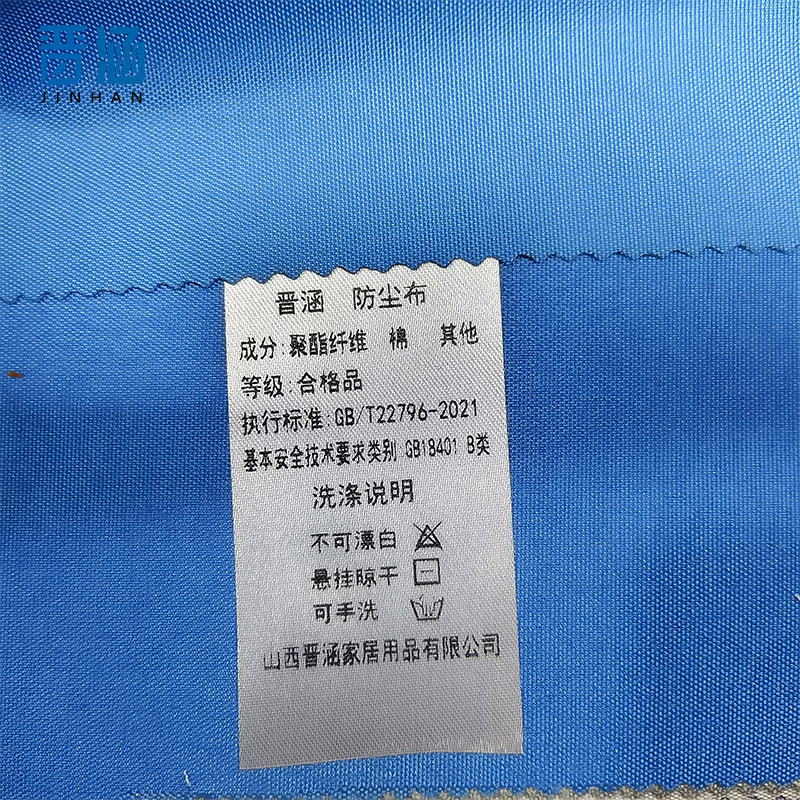 晋涵
JINHAN
晋涵 防尘布
成分:聚酯纤维 棉 其他
等级:合格品
执行标准:GB/T22796-2021
基本安全技术要求类别 GB18401 B类
洗涤说明
不可漂白
悬挂晾干
可手洗
山西晋涵家居用品有限公司